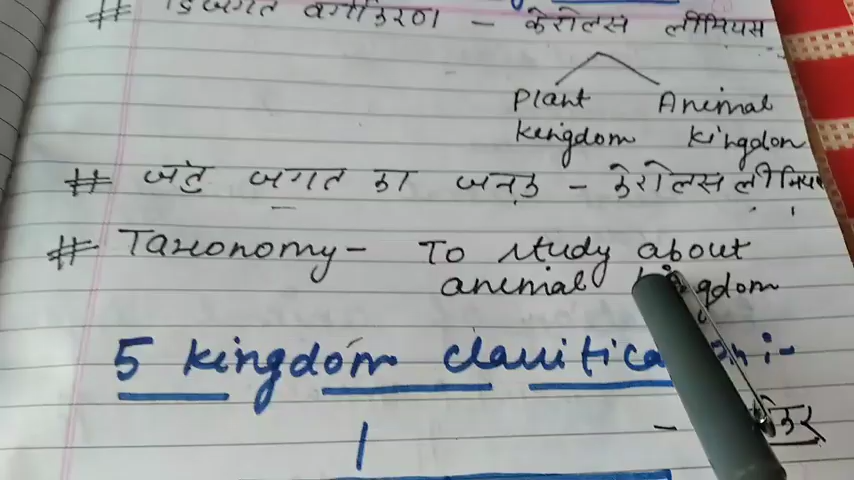 # द्विजगत वर्गीकरण - केरोलस लीनियस
Plant Animal
kingdom kingdom
# जंतु जगत का जनक - केरोलस लीनियस
# Taxonomy- To study about
animal kingdom
5 kingdom classification :-
-